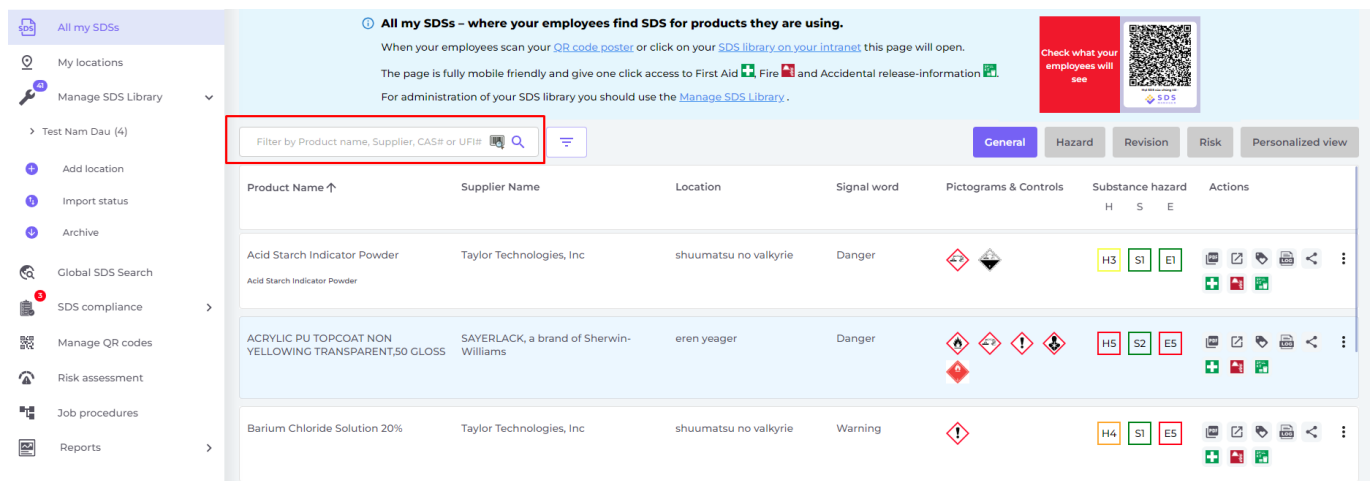 SDS
All my SDSs
My locations
41
Manage SDS Library
Test Nam Dau (4)
Add location
Import status
Archive
Global SDS Search
3
SDS compliance
Manage QR codes
Risk assessment
Job procedures
Reports
All my SDSs – where your employees find SDS for products they are using.
When your employees scan your QR code poster or click on your SDS library on your intranet this page will open.
The page is fully mobile friendly and give one click access to First Aid , Fire and Accidental release-information .
For administration of your SDS library you should use the Manage SDS Library .
Check what your
employees will
see
SDS
Filter by Product name, Supplier, CAS# or UFI#
General Hazard Revision Risk Personalized view
Product Name Supplier Name Location Signal word Pictograms & Controls Substance hazard Actions
H S E
Acid Starch Indicator Powder Taylor Technologies, Inc shuumatsu no valkyrie Danger H3 S1 E1 PDF LOG
Acid Starch Indicator Powder
ACRYLIC PU TOPCOAT NON SAYERLACK, a brand of Sherwin- eren yeager Danger H5 S2 E5 PDF LOG
YELLOWING TRANSPARENT,50 GLOSS Williams
Barium Chloride Solution 20% Taylor Technologies, Inc shuumatsu no valkyrie Warning H4 S1 E5 PDF LOG